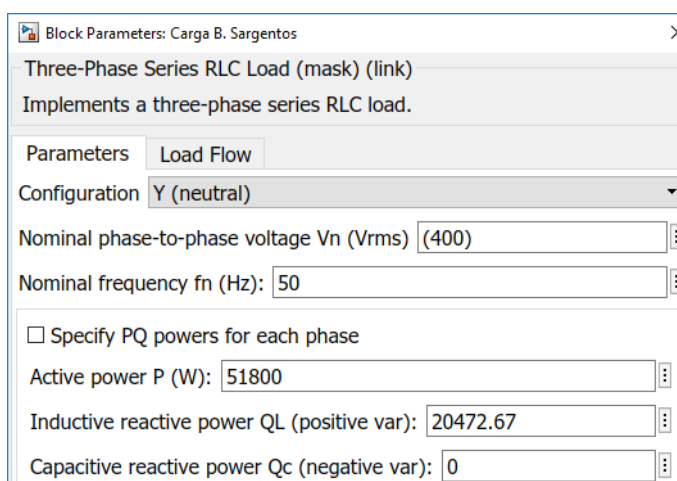 Block Parameters: Carga B. Sargentos
Three-Phase Series RLC Load (mask) (link)
Implements a three-phase series RLC load.
Parameters Load Flow
Configuration Y (neutral)
Nominal phase-to-phase voltage Vn (Vrms) (400)
Nominal frequency fn (Hz): 50
Specify PQ powers for each phase
Active power P (W): 51800
Inductive reactive power QL (positive var): 20472.67
Capacitive reactive power Qc (negative var): 0